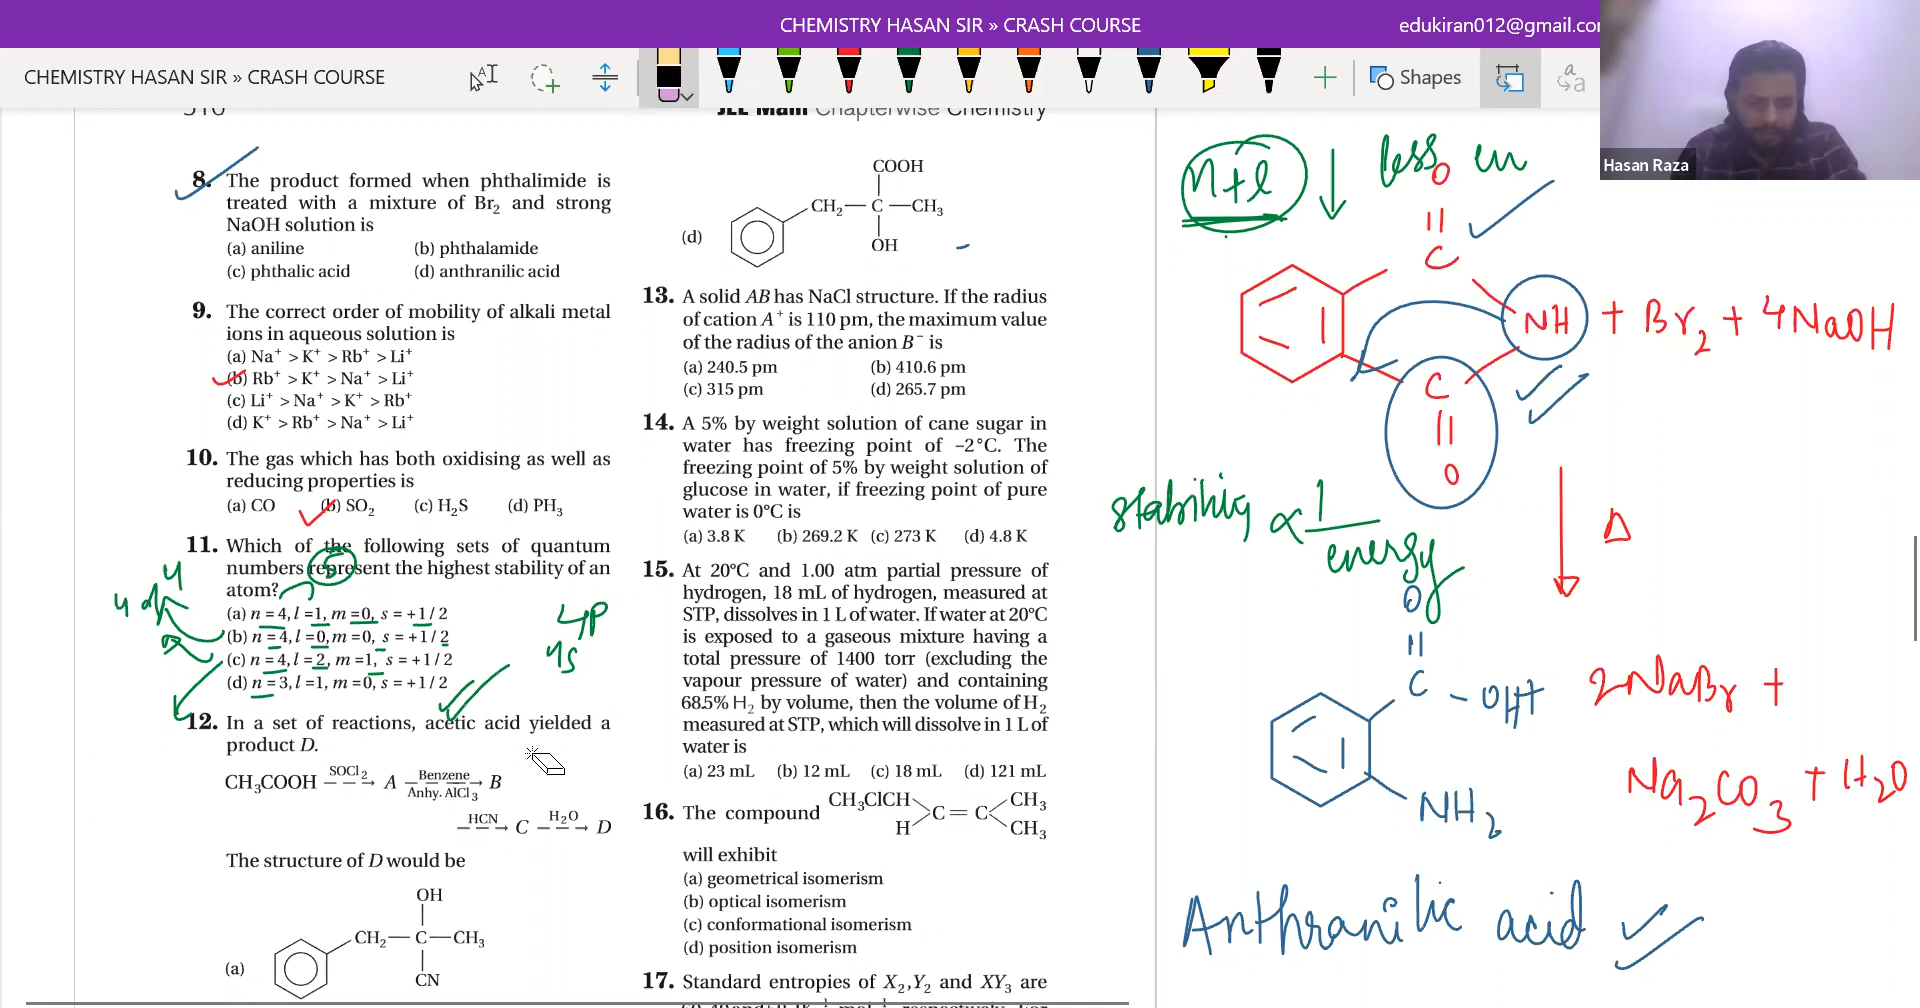 CHEMISTRY HASAN SIR » CRASH COURSE
edukiran012@gmail.co
CHEMISTRY HASAN SIR » CRASH COURSE
Shapes
Hasan Raza
JEE Main Chapterwise Chemistry
8. The product formed when phthalimide is
treated with a mixture of Br2 and strong
NaOH solution is
(a) aniline (b) phthalamide
(c) phthalic acid (d) anthranilic acid
9. The correct order of mobility of alkali metal
ions in aqueous solution is
(a) Na⁺ > K⁺ > Rb⁺ > Li⁺
(b) Rb⁺ > K⁺ > Na⁺ > Li⁺
(c) Li⁺ > Na⁺ > K⁺ > Rb⁺
(d) K⁺ > Rb⁺ > Na⁺ > Li⁺
10. The gas which has both oxidising as well as
reducing properties is
(a) CO (b) SO2 (c) H2S (d) PH3
11. Which of the following sets of quantum
numbers represent the highest stability of an
atom?
5
4
(a) n = 4, l = 1, m = 0, s = +1/2
(b) n = 4, l = 0, m = 0, s = +1/2
(c) n = 4, l = 2, m = 1, s = +1/2
(d) n = 3, l = 1, m = 0, s = +1/2
4p
4s
12. In a set of reactions, acetic acid yielded a
product D.
CH3COOH SOCl2 → A Benzene → B
Anhy. AlCl3
HCN → C H2O → D
The structure of D would be
OH
CH2— C—CH3
(a)
CN
COOH
CH2— C —CH3
(d)
OH
13. A solid AB has NaCl structure. If the radius
of cation A⁺ is 110 pm, the maximum value
of the radius of the anion B⁻ is
(a) 240.5 pm (b) 410.6 pm
(c) 315 pm (d) 265.7 pm
14. A 5% by weight solution of cane sugar in
water has freezing point of –2°C. The
freezing point of 5% by weight solution of
glucose in water, if freezing point of pure
water is 0°C is
(a) 3.8 K (b) 269.2 K (c) 273 K (d) 4.8 K
15. At 20°C and 1.00 atm partial pressure of
hydrogen, 18 mL of hydrogen, measured at
STP, dissolves in 1 L of water. If water at 20°C
is exposed to a gaseous mixture having a
total pressure of 1400 torr (excluding the
vapour pressure of water) and containing
68.5% H2 by volume, then the volume of H2
measured at STP, which will dissolve in 1 L of
water is
(a) 23 mL (b) 12 mL (c) 18 mL (d) 121 mL
16. The compound CH3ClCH CH3
H C = C CH3
will exhibit
(a) geometrical isomerism
(b) optical isomerism
(c) conformational isomerism
(d) position isomerism
17. Standard entropies of X2, Y2 and XY3 are
n+l ↓ less en
O
C
NH + Br2 + 4NaOH
C
O
stability ∝ 1
energy
Δ
O
C - OH +
NH2
2NaBr +
Na2CO3 + H2O
Anthranilic acid